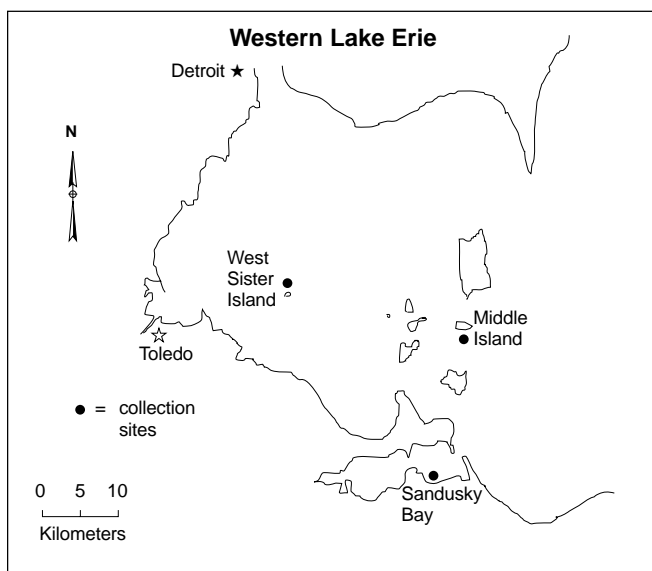 Western Lake Erie
Detroit
N
West
Sister
Island
Middle
Island
Toledo
= collection
sites
0 5 10
Kilometers
Sandusky
Bay